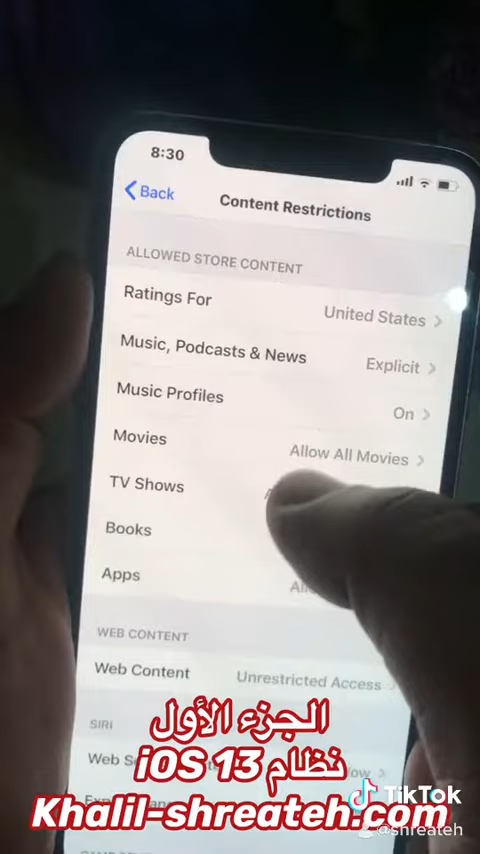 8:30
Back
Content Restrictions
ALLOWED STORE CONTENT
Ratings For United States
Music, Podcasts & News Explicit
Music Profiles On
Movies Allow All Movies
TV Shows
Books
Apps
WEB CONTENT
Web Content Unrestricted Access
SIRI
الجزء الأول
نظام iOS 13
Khalil-shreateh.com
TikTok
@shreateh